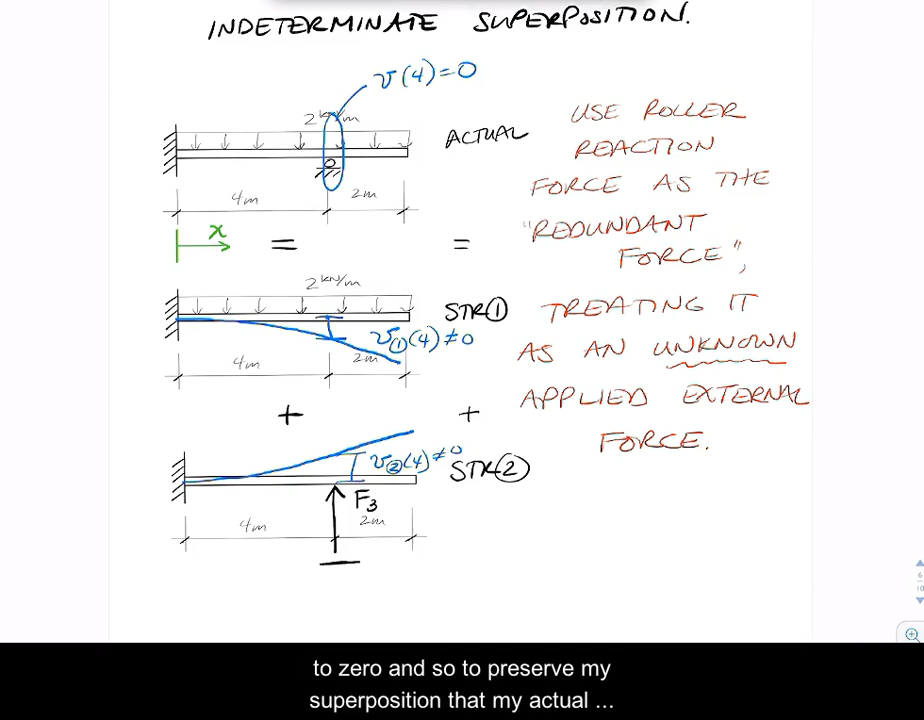 INDETERMINATE SUPERPOSITION.
v(4)=0
2 kN/m
ACTUAL
4m
2m
x
=
=
2 kN/m
STR①
v①(4)≠0
4m
2m
+
+
v②(4)≠0
STR②
F3
4m
2m
USE ROLLER
REACTION
FORCE AS THE
"REDUNDANT
FORCE",
TREATING IT
AS AN UNKNOWN
APPLIED EXTERNAL
FORCE.
6
10
to zero and so to preserve my
superposition that my actual ...